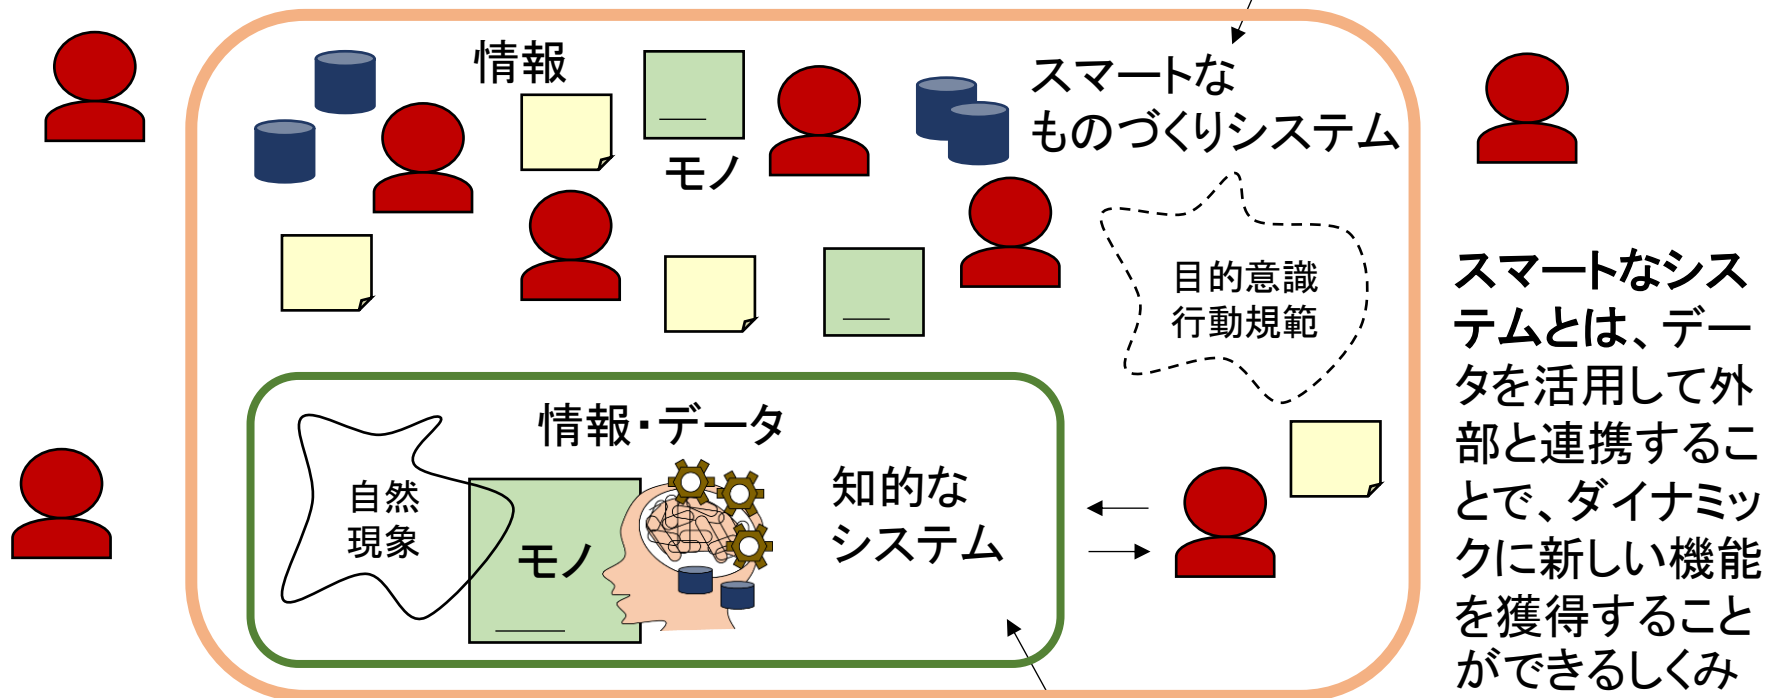 情報
モノ
スマートな
ものづくりシステム
目的意識
行動規範
情報・データ
自然
現象
モノ
知的な
システム
スマートなシス
テムとは、デー
タを活用して外
部と連携するこ
とで、ダイナミッ
クに新しい機能
を獲得すること
ができるしくみ